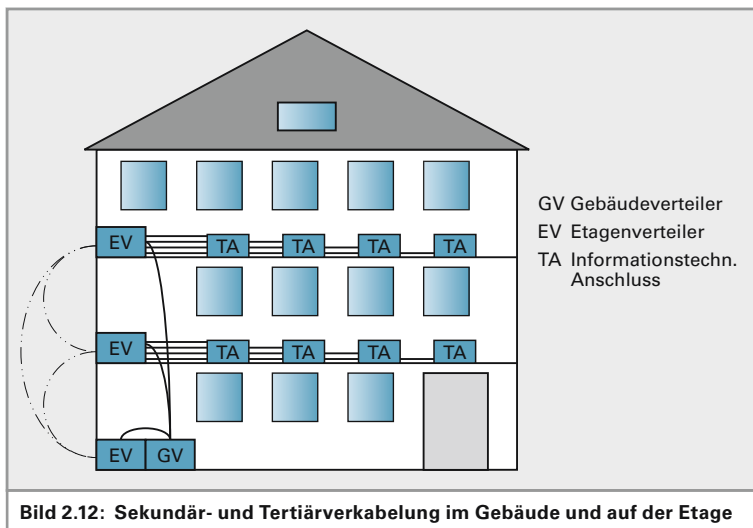 GV Gebäudeverteiler
EV Etagenverteiler
TA Informationstechn.
Anschluss
EV TA TA TA TA
EV TA TA TA TA
EV GV
Bild 2.12: Sekundär- und Tertiärverkabelung im Gebäude und auf der Etage